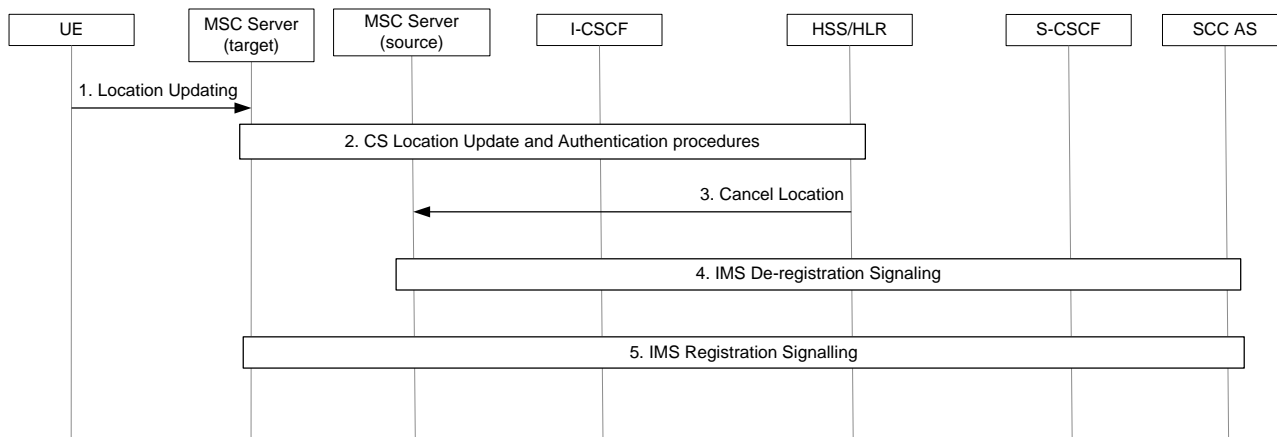 UE
MSC Server
(target)
MSC Server
(source)
I-CSCF
HSS/HLR
S-CSCF
SCC AS
1. Location Updating
2. CS Location Update and Authentication procedures
3. Cancel Location
4. IMS De-registration Signaling
5. IMS Registration Signalling